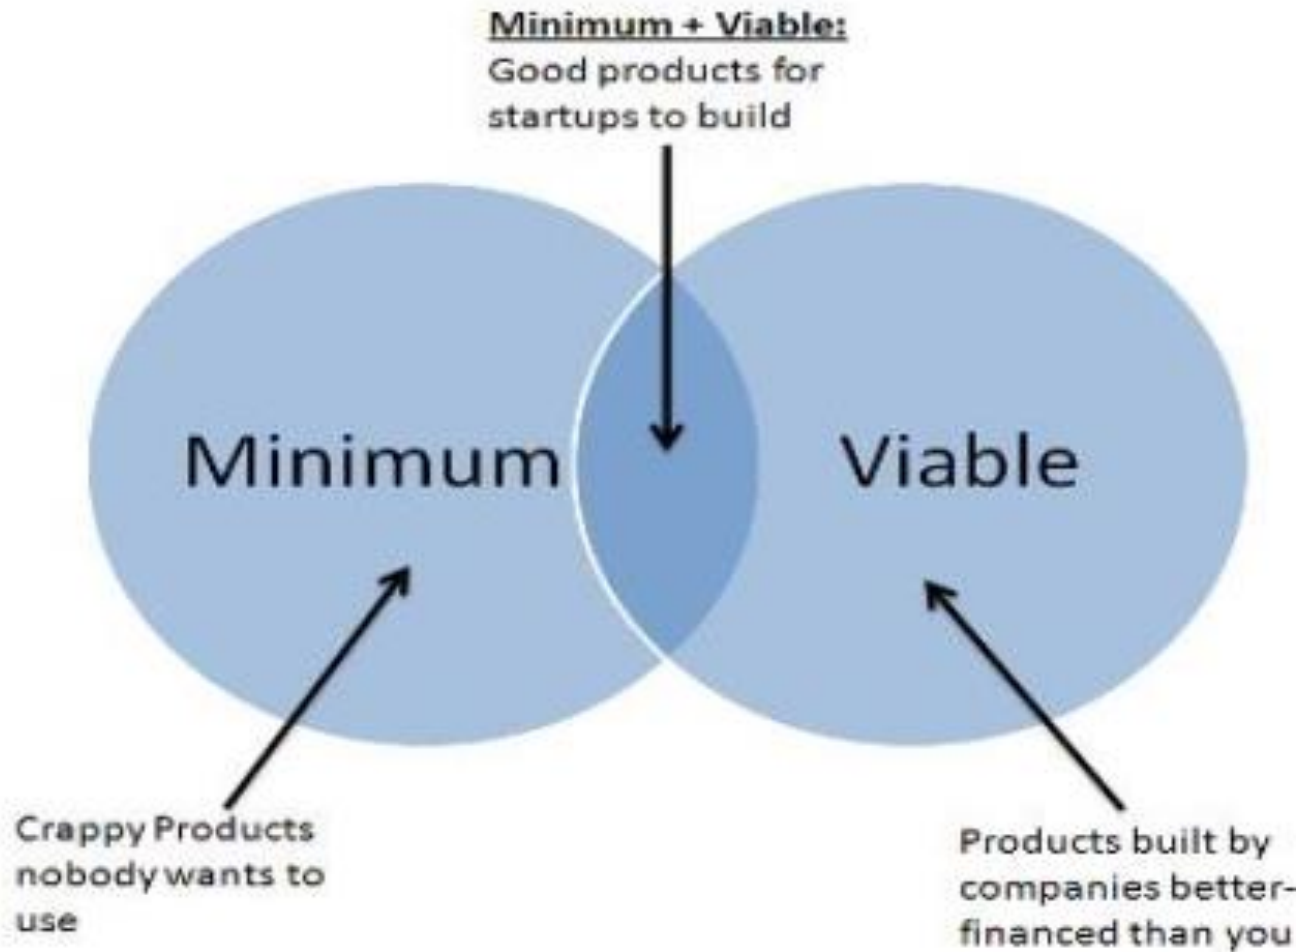 Minimum + Viable:
Good products for
startups to build
Minimum
Viable
Crappy Products
nobody wants to
use
Products built by
companies better-
financed than you